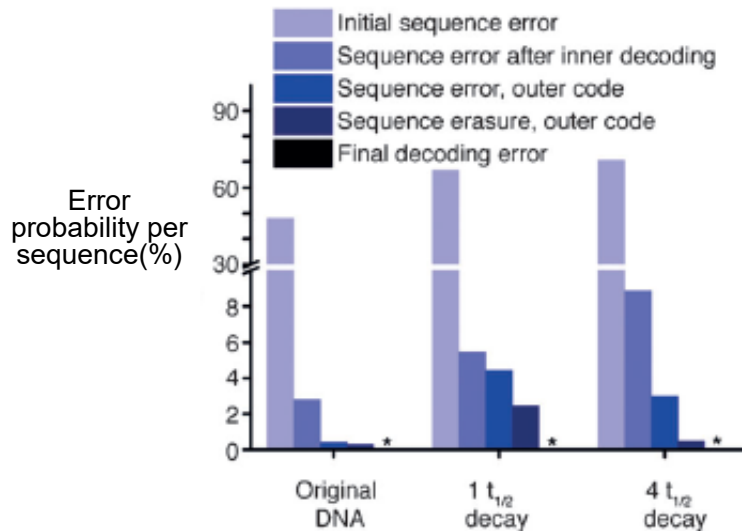 Initial sequence error
Sequence error after inner decoding
Sequence error, outer code
Sequence erasure, outer code
Final decoding error
Error
probability per
sequence(%)
90
60
30
8
6
4
2
0
* * *
Original
DNA
1 t1/2
decay
4 t1/2
decay